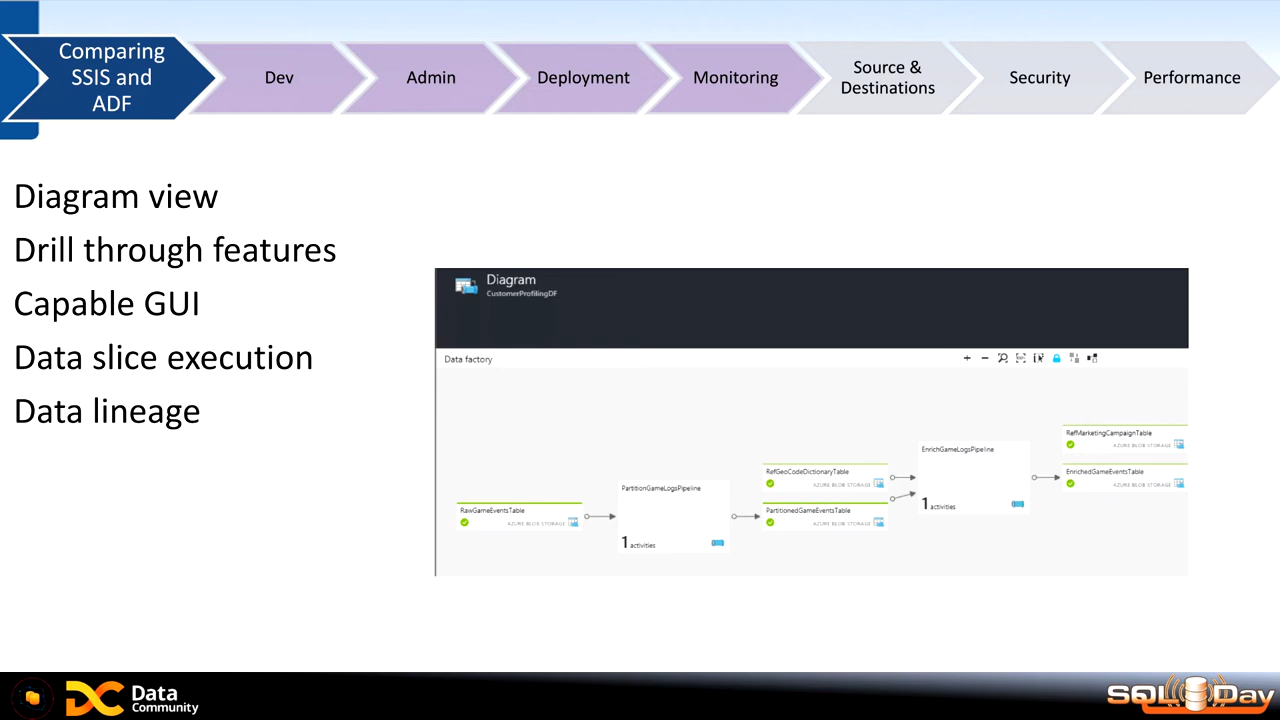 Comparing
SSIS and
ADF
Dev
Admin
Deployment
Monitoring
Source &
Destinations
Security
Performance
Diagram view
Drill through features
Capable GUI
Data slice execution
Data lineage
Diagram
CustomerProfilingDF
Data factory
RefMarketingCampaignTable
AZURE BLOB STORAGE
EnrichGameLogsPipeline
1 activities
RefGeoCodeDictionaryTable
AZURE BLOB STORAGE
EnrichedGameEventsTable
AZURE BLOB STORAGE
PartitionGameLogsPipeline
1 activities
RawGameEventsTable
AZURE BLOB STORAGE
PartitionedGameEventsTable
AZURE BLOB STORAGE
DC Data
Community
SQL Day